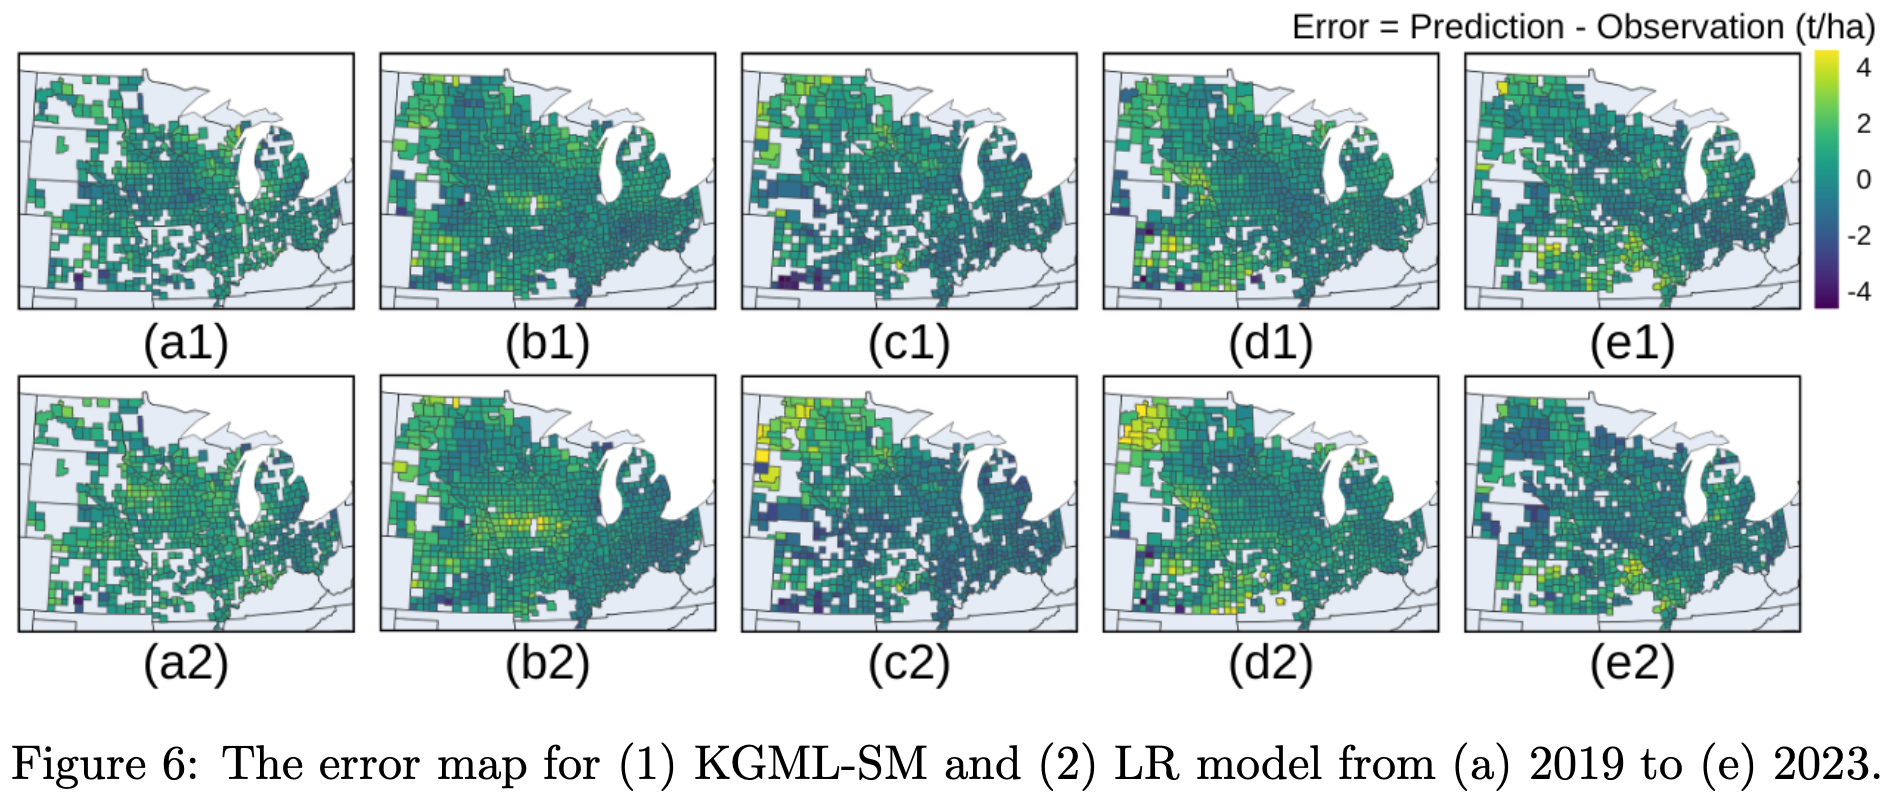 Error = Prediction - Observation (t/ha)
4
2
0
-2
-4
(a1) (b1) (c1) (d1) (e1)
(a2) (b2) (c2) (d2) (e2)
Figure 6: The error map for (1) KGML-SM and (2) LR model from (a) 2019 to (e) 2023.